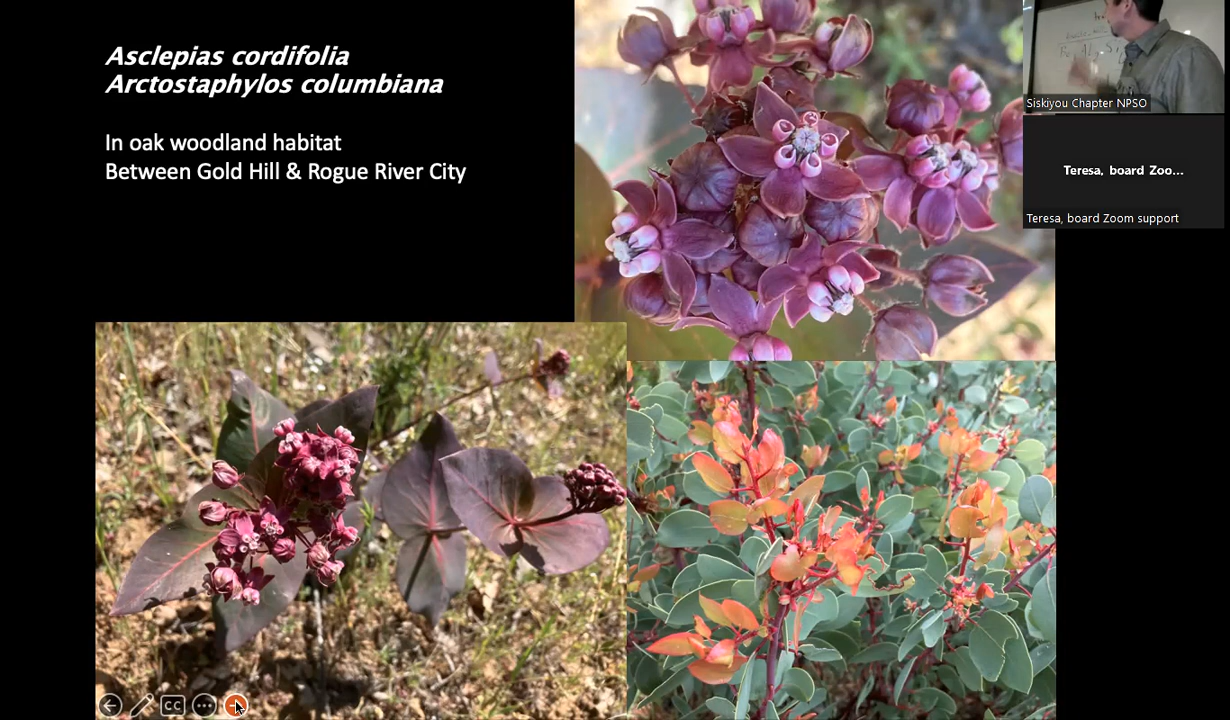 Asclepias cordifolia
Arctostaphylos columbiana
In oak woodland habitat
Between Gold Hill & Rogue River City
Siskiyou Chapter NPSO
Teresa, board Zoo...
Teresa, board Zoom support
CC